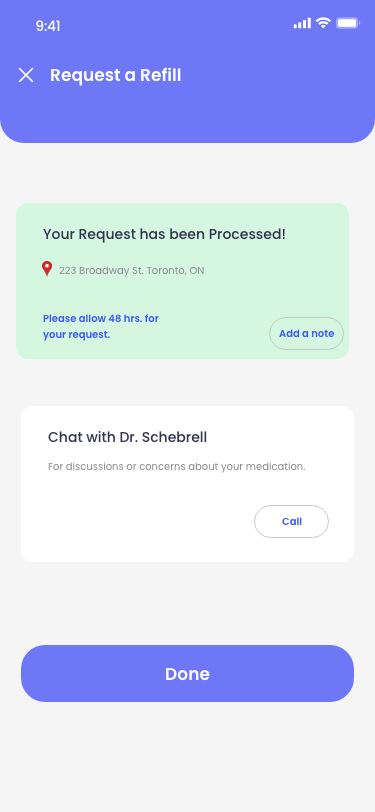 9:41
Request a Refill
Your Request has been Processed!
223 Broadway St. Toronto, ON
Please allow 48 hrs. for
your request.
Add a note
Chat with Dr. Schebrell
For discussions or concerns about your medication.
Call
Done